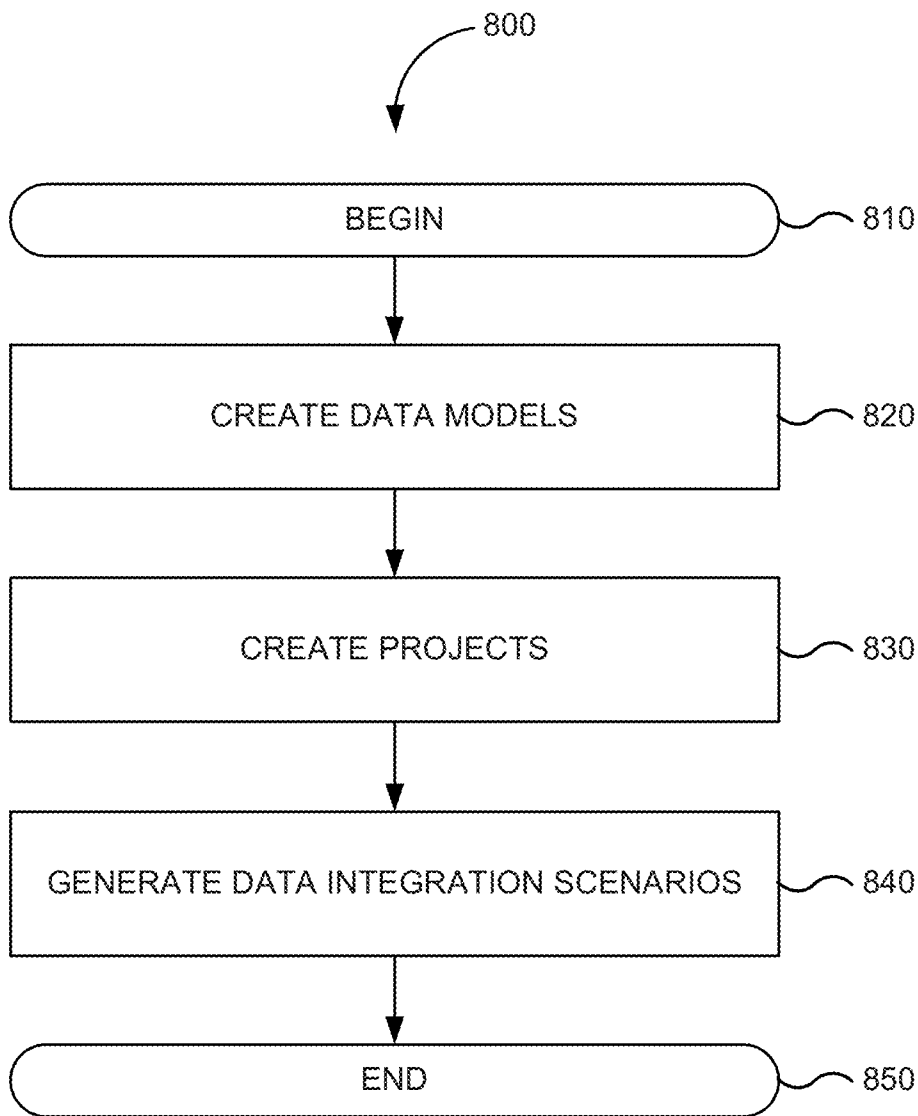 800
BEGIN
810
CREATE DATA MODELS
820
CREATE PROJECTS
830
GENERATE DATA INTEGRATION SCENARIOS
840
END
850